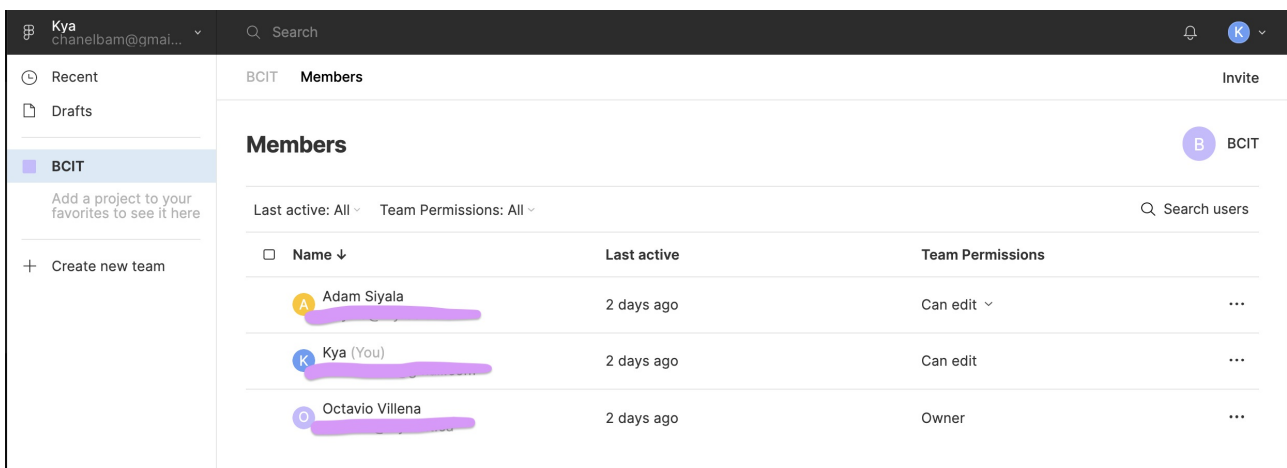 Kya
chanelbam@gmai...
Search
K
Recent
Drafts
BCIT
Add a project to your
favorites to see it here
Create new team
BCIT Members
Invite
Members
B BCIT
Last active: All Team Permissions: All
Search users
Name ↓ Last active Team Permissions
A Adam Siyala
2 days ago Can edit ...
K Kya (You)
2 days ago Can edit ...
O Octavio Villena
2 days ago Owner ...